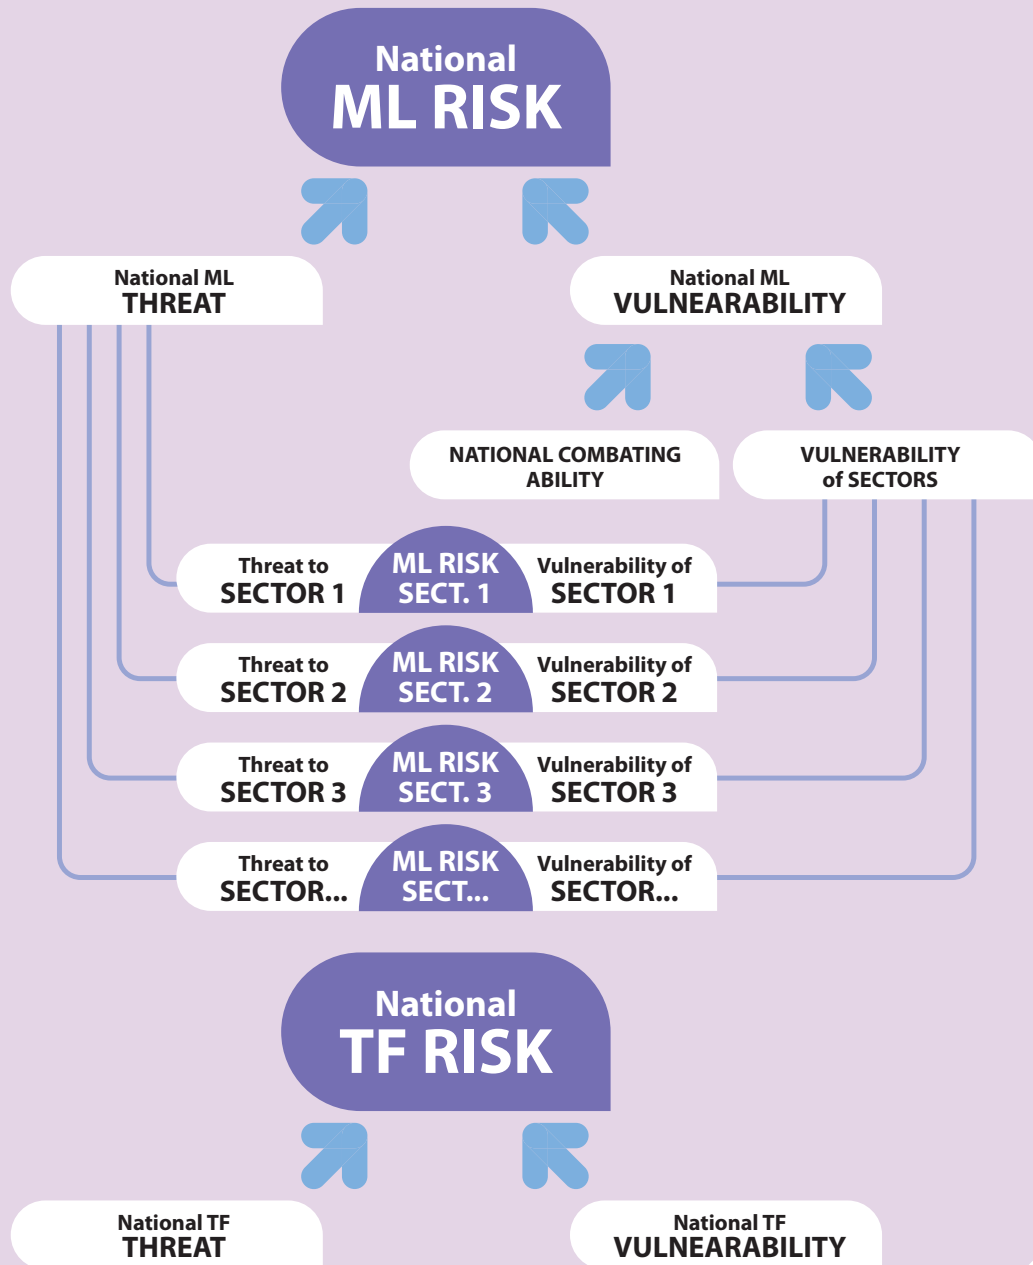 National
ML RISK
National ML
THREAT
National ML
VULNEARABILITY
NATIONAL COMBATING
ABILITY
VULNERABILITY
of SECTORS
Threat to
SECTOR 1
ML RISK
SECT. 1
Vulnerability of
SECTOR 1
Threat to
SECTOR 2
ML RISK
SECT. 2
Vulnerability of
SECTOR 2
Threat to
SECTOR 3
ML RISK
SECT. 3
Vulnerability of
SECTOR 3
Threat to
SECTOR...
ML RISK
SECT...
Vulnerability of
SECTOR...
National
TF RISK
National TF
THREAT
National TF
VULNEARABILITY